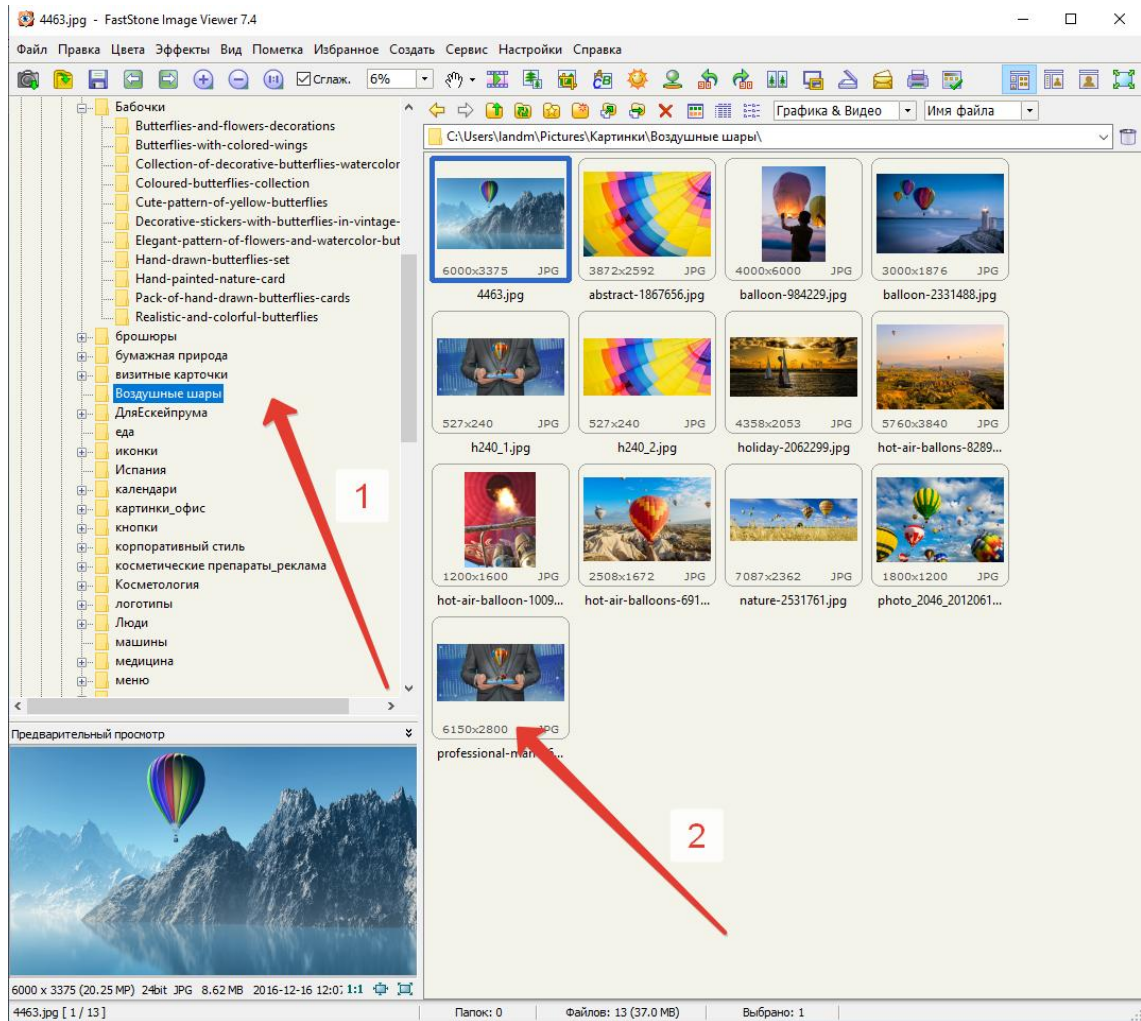 4463.jpg - FastStone Image Viewer 7.4
Файл Правка Цвета Эффекты Вид Пометка Избранное Создать Сервис Настройки Справка
Сглаж. 6%
Бабочки
Butterflies-and-flowers-decorations
Butterflies-with-colored-wings
Collection-of-decorative-butterflies-watercolor
Coloured-butterflies-collection
Cute-pattern-of-yellow-butterflies
Decorative-stickers-with-butterflies-in-vintage-
Elegant-pattern-of-flowers-and-watercolor-but
Hand-drawn-butterflies-set
Hand-painted-nature-card
Pack-of-hand-drawn-butterflies-cards
Realistic-and-colorful-butterflies
брошюры
бумажная природа
визитные карточки
Воздушные шары
ДляЕскейпрума
еда
иконки
Испания
календари
картинки_офис
кнопки
корпоративный стиль
косметические препараты_реклама
Косметология
логотипы
Люди
машины
медицина
меню
1
Графика & Видео Имя файла
C:\Users\landm\Pictures\Картинки\Воздушные шары\
6000x3375 JPG 3872x2592 JPG 4000x6000 JPG 3000x1876 JPG
4463.jpg abstract-1867656.jpg balloon-984229.jpg balloon-2331488.jpg
527x240 JPG 527x240 JPG 4358x2053 JPG 5760x3840 JPG
h240_1.jpg h240_2.jpg holiday-2062299.jpg hot-air-ballons-8289...
1200x1600 JPG 2508x1672 JPG 7087x2362 JPG 1800x1200 JPG
hot-air-balloon-1009... hot-air-balloons-691... nature-2531761.jpg photo_2046_2012061...
6150x2800 JPG
2
Предварительный просмотр
6000 x 3375 (20.25 MP) 24bit JPG 8.62 MB 2016-12-16 12:0 1:1
4463.jpg [ 1 / 13 ] Папок: 0 Файлов: 13 (37.0 MB) Выбрано: 1